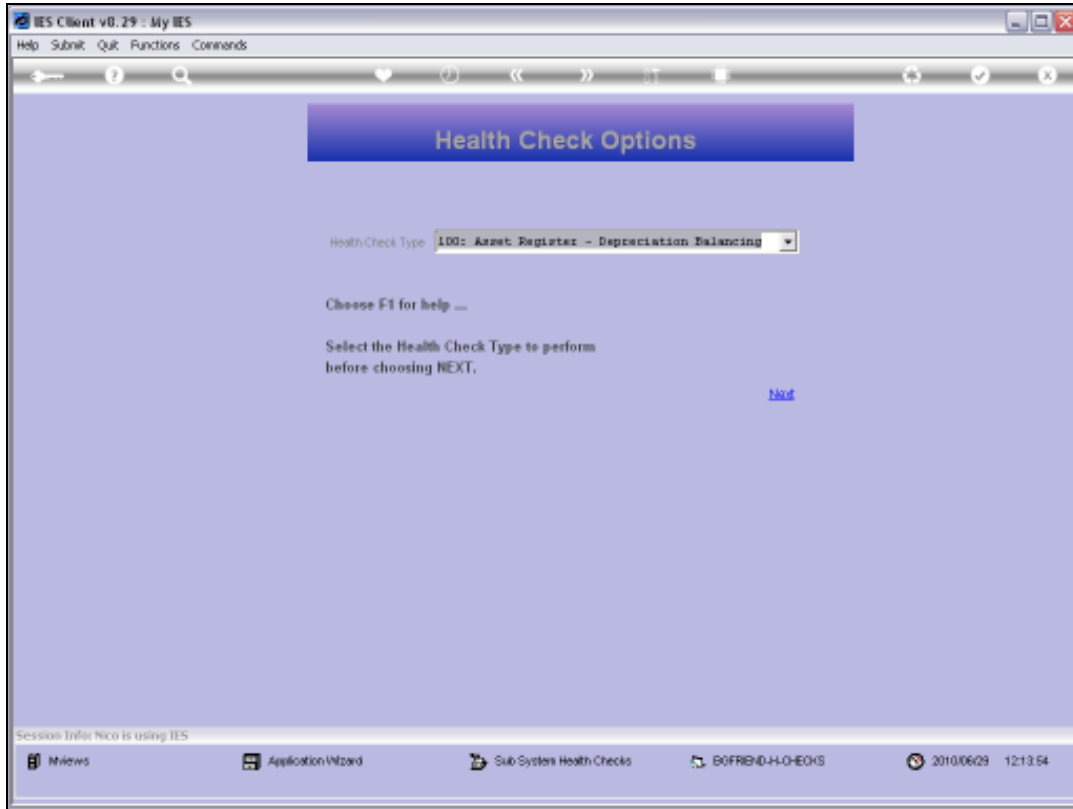 IES Client v8.29 : My IES
Help Submit Quit Functions Commands
Health Check Options
Health Check Type 100: Asset Register - Depreciation Balancing
Choose F1 for help ...
Select the Health Check Type to perform
before choosing NEXT.
Next
Session Info: Nico is using IES
Mviews Application Wizard Sub System Health Checks BGFRIEND-H-CHECKS 2010/06/29 12:13:54